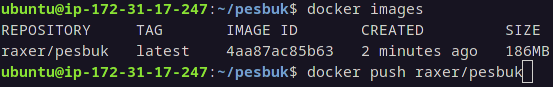 ubuntu@ip-172-31-17-247:~/pesbuk$ docker images
REPOSITORY     TAG       IMAGE ID       CREATED         SIZE
raxer/pesbuk   latest    4aa87ac85b63   2 minutes ago   186MB
ubuntu@ip-172-31-17-247:~/pesbuk$ docker push raxer/pesbuk